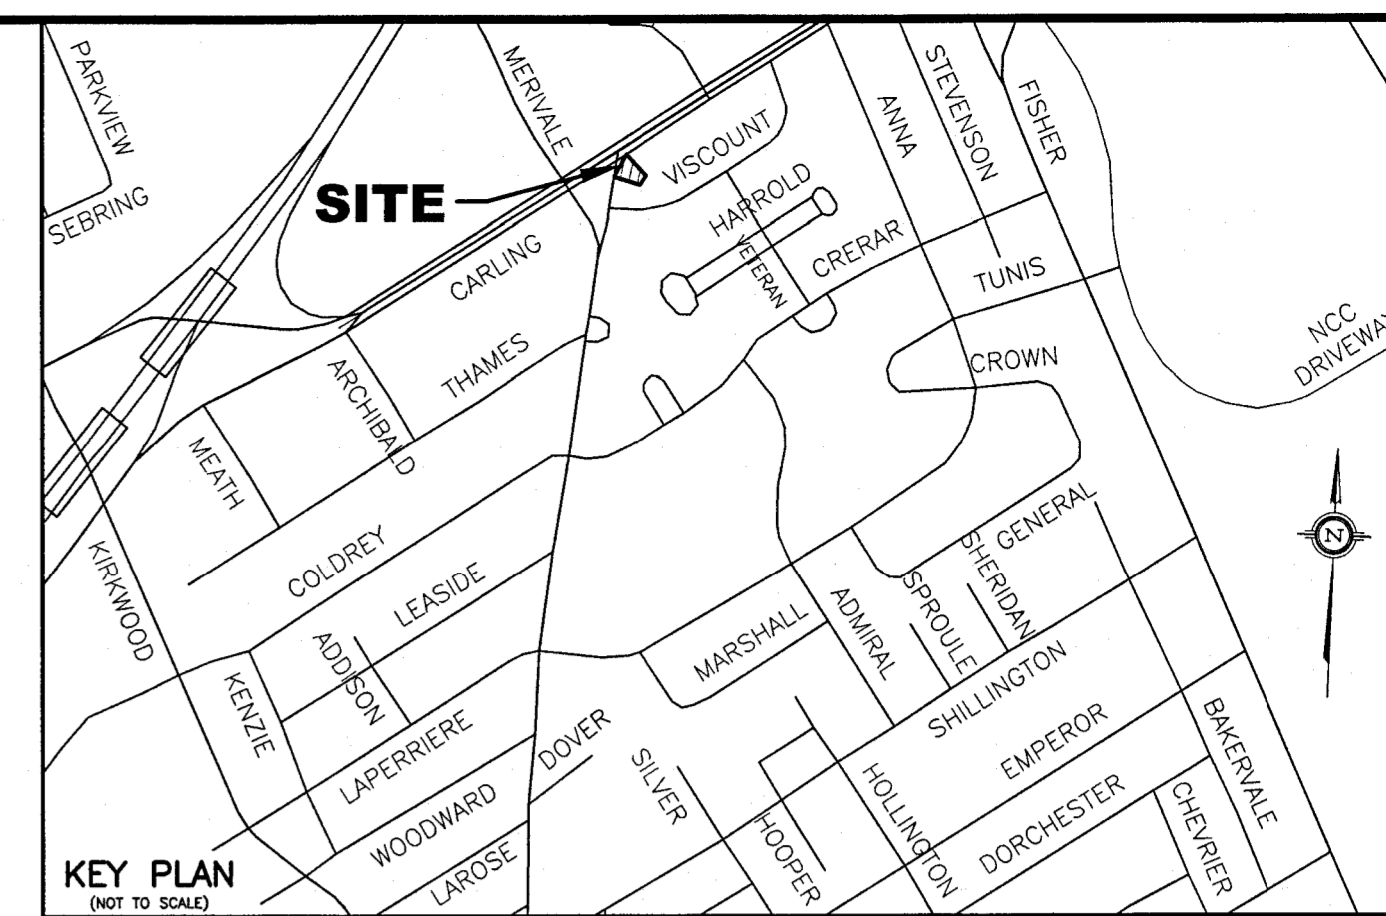 PARKVIEW
SEBRING
MERIVALE
SITE
VISCOUNT
ANNA
STEVENSON
FISHER
HARROLD
VETERAN
CRERAR
TUNIS
NCC
DRIVEWAY
CARLING
THAMES
ARCHIBALD
MEATH
CROWN
KIRKWOOD
COLDREY
LEASIDE
ADDISON
KENZIE
GENERAL
SHERIDAN
SPROULE
ADMIRAL
MARSHALL
SHILLINGTON
LAPERRIERE
DOVER
WOODWARD
LAROSE
SILVER
HOOPER
HOLLINGTON
EMPEROR
DORCHESTER
CHEVRIER
BAKERVALE
N
KEY PLAN
(NOT TO SCALE)